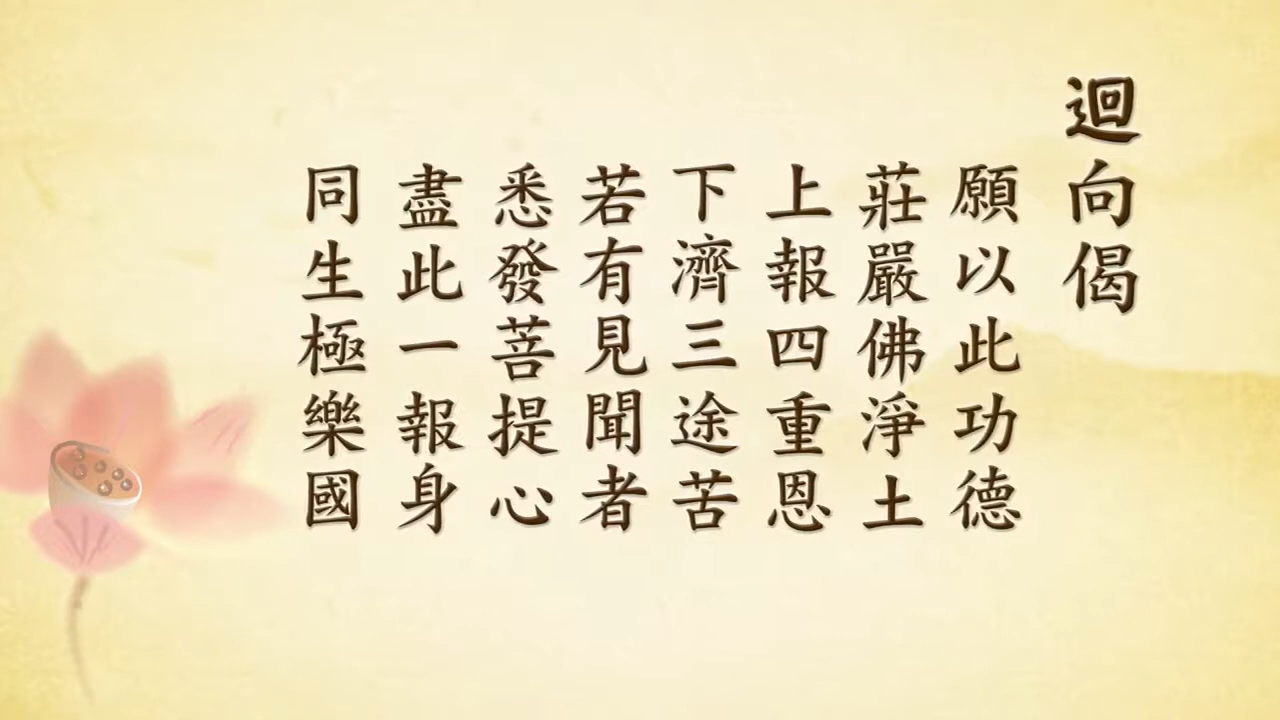 迴向偈
願以此功德
莊嚴佛淨土
上報四重恩
下濟三途苦
若有見聞者
悉發菩提心
盡此一報身
同生極樂國